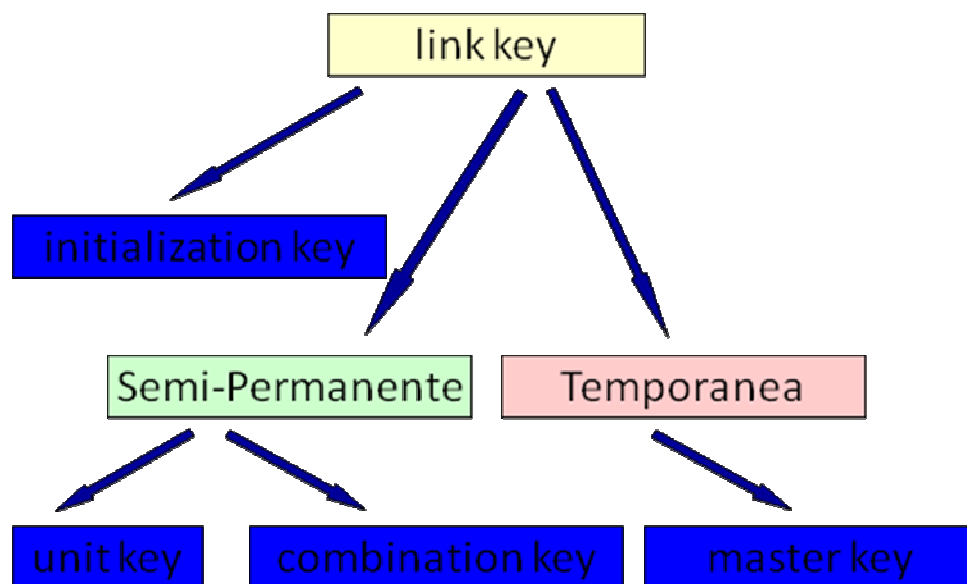 link key
initialization key
Semi-Permanente
Temporanea
unit key
combination key
master key